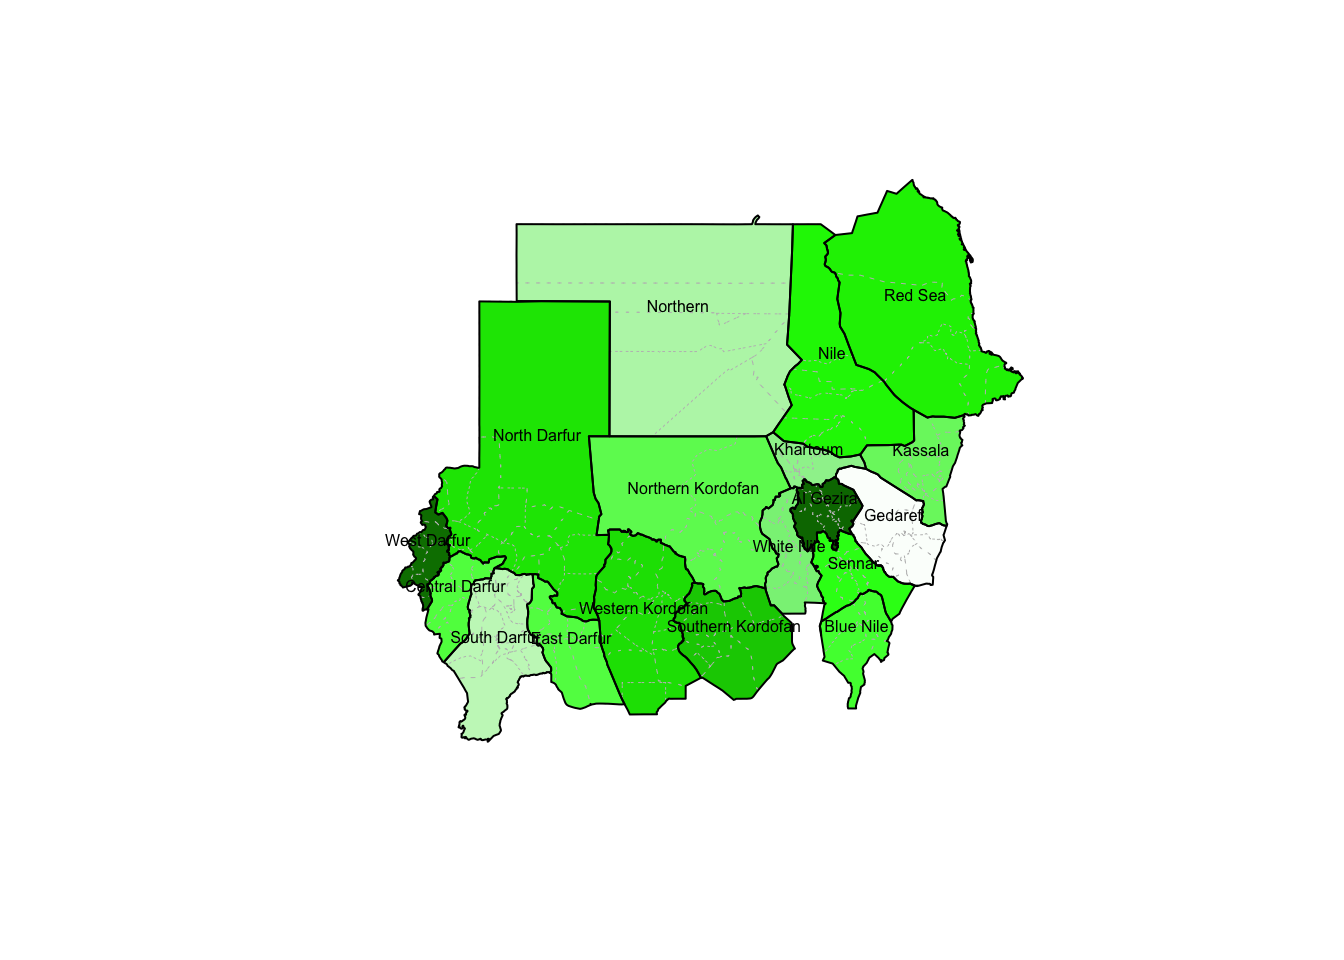 Red Sea
Northern
Nile
North Darfur
Khartoum
Kassala
Northern Kordofan
Al Gezira
Gedaref
West Darfur
White Nile
Sennar
Central Darfur
Western Kordofan
Southern Kordofan
Blue Nile
South Darfur
East Darfur